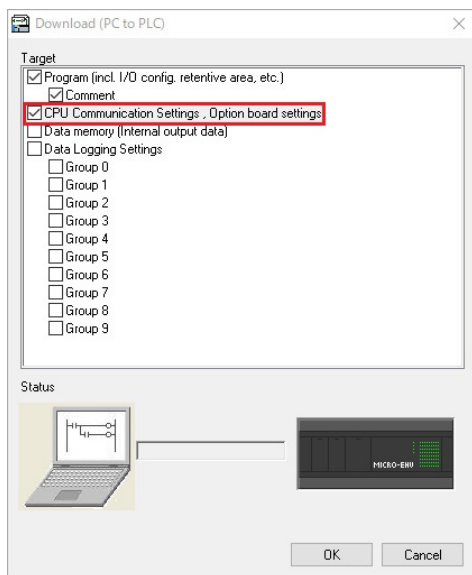 Download (PC to PLC)
Target
Program (incl. I/O config. retentive area, etc.)
Comment
CPU Communication Settings , Option board settings
Data memory (Internal output data)
Data Logging Settings
Group 0
Group 1
Group 2
Group 3
Group 4
Group 5
Group 6
Group 7
Group 8
Group 9
Status
MICRO-EHV
OK Cancel